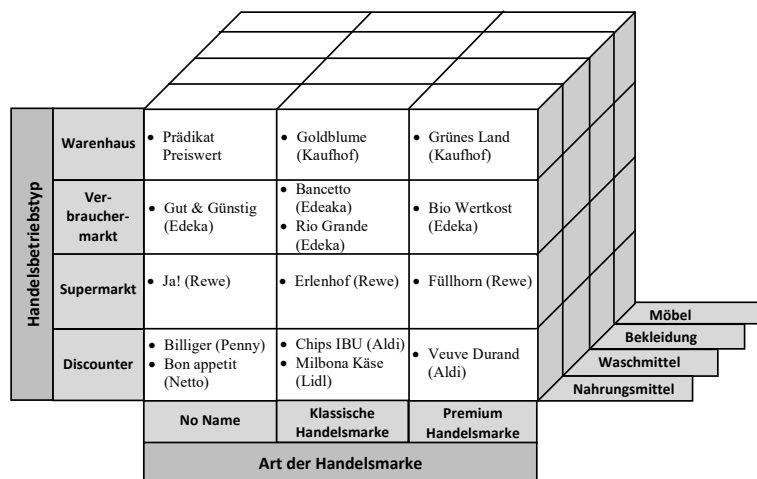 Handelsbetriebstyp
Warenhaus
• Prädikat
Preiswert
• Goldblume
(Kaufhof)
• Grünes Land
(Kaufhof)
Ver-
braucher-
markt
• Gut & Günstig
(Edeka)
• Bancetto
(Edeaka)
• Rio Grande
(Edeka)
• Bio Wertkost
(Edeka)
Supermarkt
• Ja! (Rewe)
• Erlenhof (Rewe)
• Füllhorn (Rewe)
Discounter
• Billiger (Penny)
• Bon appetit
(Netto)
• Chips IBU (Aldi)
• Milbona Käse
(Lidl)
• Veuve Durand
(Aldi)
Möbel
Bekleidung
Waschmittel
Nahrungsmittel
No Name
Klassische
Handelsmarke
Premium
Handelsmarke
Art der Handelsmarke